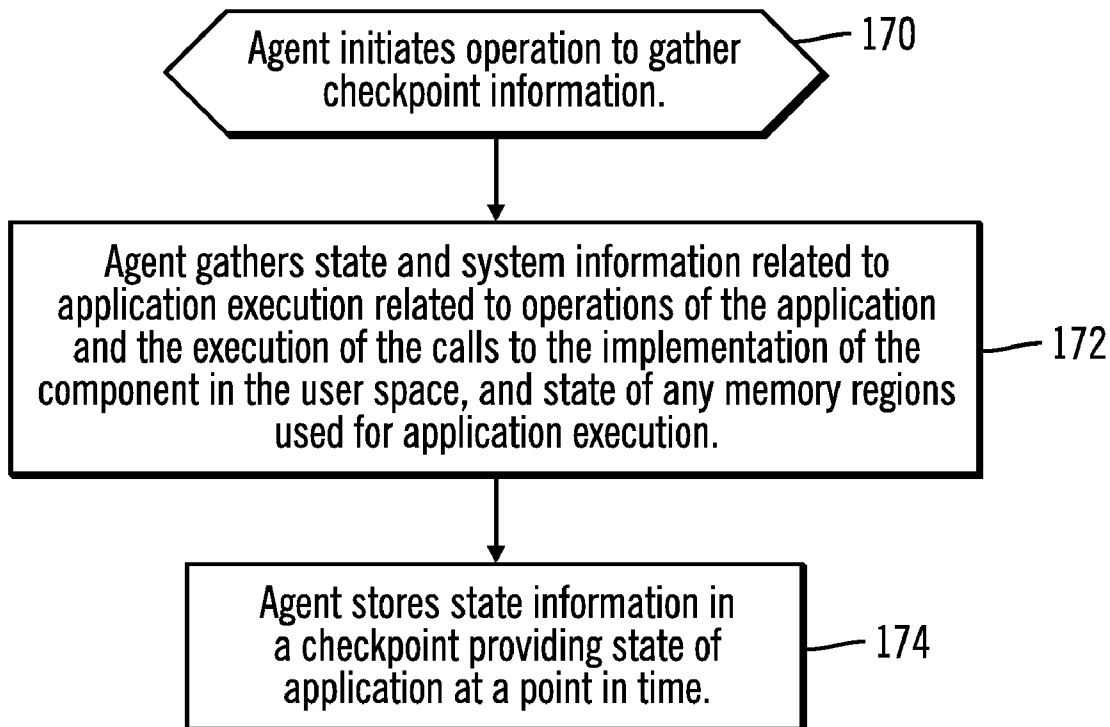 Agent initiates operation to gather
checkpoint information.
170
Agent gathers state and system information related to
application execution related to operations of the application
and the execution of the calls to the implementation of the
component in the user space, and state of any memory regions
used for application execution.
172
Agent stores state information in
a checkpoint providing state of
application at a point in time.
174